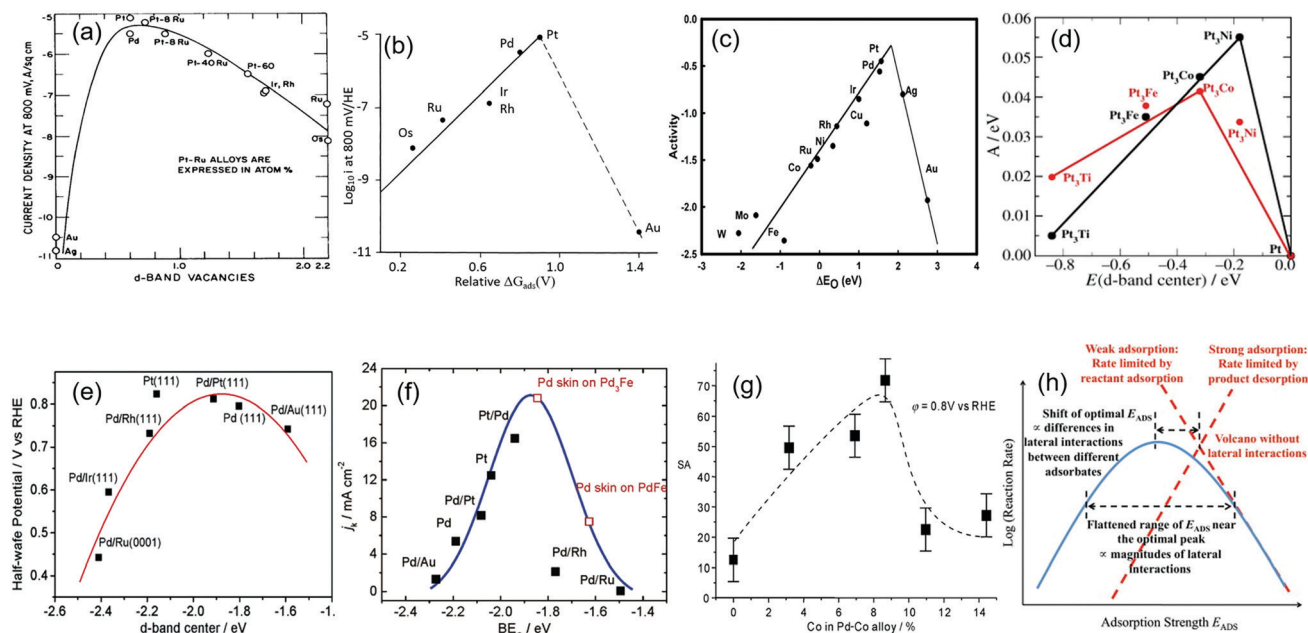 (a)
CURRENT DENSITY AT 800 mV, A/sq cm
-5
-6
-7
-8
-9
-10
-11
Pt
Pt-8 Ru
Pd
Pt-8Ru
Pt-40Ru
Pt-60
Ir, Rh
Ru
Os
Au
Ag
PT-RU ALLOYS ARE
EXPRESSED IN ATOM %
0
1.0
2.0
2.2
d-BAND VACANCIES
(b)
Log₁₀ i at 800 mV/HE
-5
-7
-9
-11
Pt
Pd
Ir
Rh
Ru
Os
Au
0.2
0.6
1.0
1.4
Relative ΔG_ads(V)
(c)
Activity
0.0
-0.5
-1.0
-1.5
-2.0
-2.5
Pt
Pd
Ag
Ir
Cu
Rh
Ni
Ru
Co
Au
Mo
W
Fe
-3
-2
-1
0
1
2
3
4
ΔE_O (eV)
(d)
A / eV
0.06
0.05
0.04
0.03
0.02
0.01
0.00
Pt₃Ni
Pt₃Co
Pt₃Co
Pt₃Fe
Pt₃Fe
Pt₃Ni
Pt₃Ti
Pt₃Ti
Pt
-0.8
-0.6
-0.4
-0.2
0.0
E(d-band center) / eV
(e)
Half-wafe Potential / V vs RHE
0.8
0.7
0.6
0.5
0.4
Pt(111)
Pd/Pt(111)
Pd/Rh(111)
Pd (111)
Pd/Au(111)
Pd/Ir(111)
Pd/Ru(0001)
-2.6
-2.4
-2.2
-2.0
-1.8
-1.6
-1.4
d-band center / eV
(f)
j_k / mA cm⁻²
24
20
16
12
8
4
0
Pd skin on Pd₃Fe
Pt/Pd
Pt
Pd skin on PdFe
Pd/Pt
Pd
Pd/Au
Pd/Rh
Pd/Ru
-2.4
-2.2
-2.0
-1.8
-1.6
-1.4
(g)
SA
70
60
50
40
30
20
10
0
φ = 0.8V vs RHE
0
2
4
6
8
10
12
14
Co in Pd-Co alloy / %
(h)
Weak adsorption:
Rate limited by
reactant adsorption
Strong adsorption:
Rate limited by
product desorption
Shift of optimal E_ADS
∝ differences in
lateral interactions
between different
adsorbates
Volcano without
lateral interactions
Flattened range of E_ADS near
the optimal peak
∝ magnitudes of lateral
interactions
Log (Reaction Rate)
Adsorption Strength E_ADS